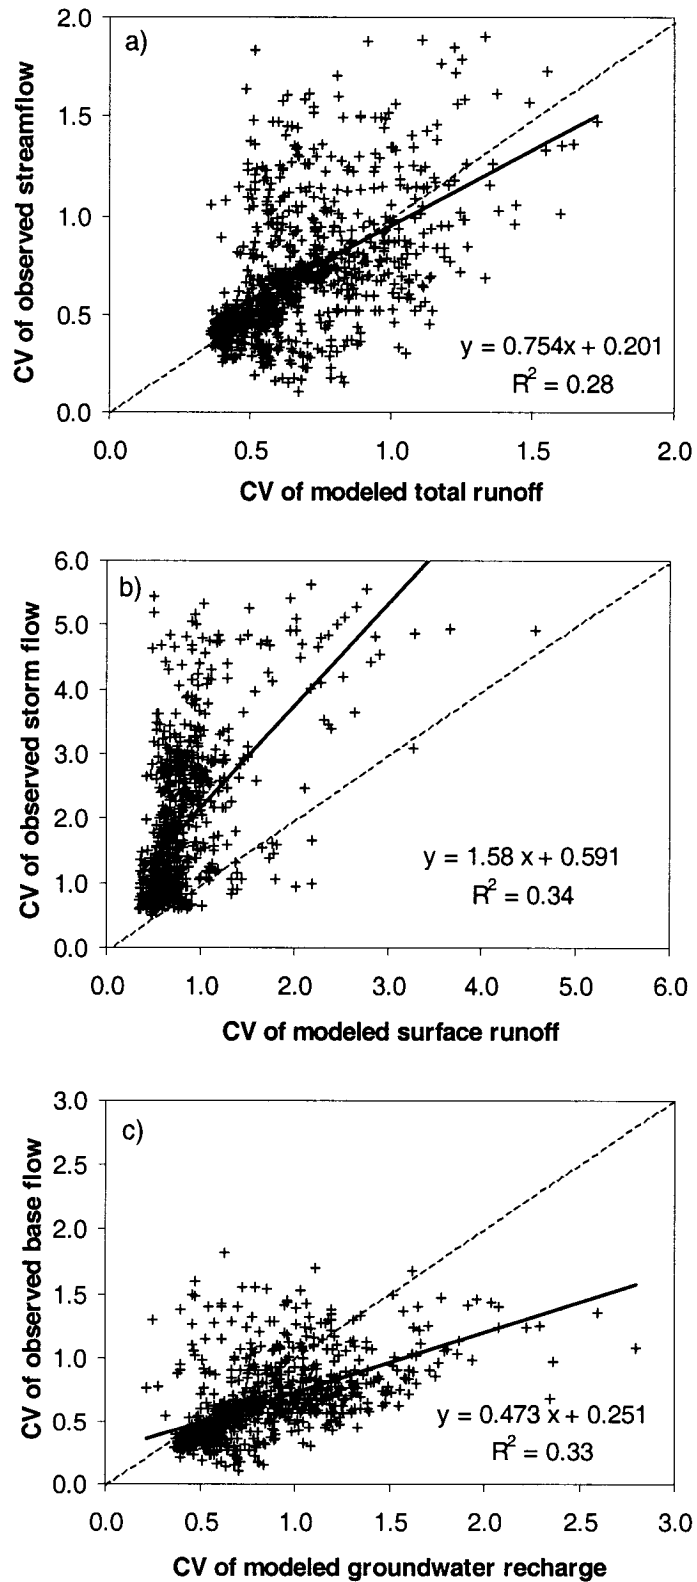 a)
2.0
1.5
1.0
0.5
0.0
CV of observed streamflow
y = 0.754x + 0.201
R² = 0.28
0.0 0.5 1.0 1.5 2.0
CV of modeled total runoff
b)
6.0
5.0
4.0
3.0
2.0
1.0
0.0
CV of observed storm flow
y = 1.58 x + 0.591
R² = 0.34
0.0 1.0 2.0 3.0 4.0 5.0 6.0
CV of modeled surface runoff
c)
3.0
2.5
2.0
1.5
1.0
0.5
0.0
CV of observed base flow
y = 0.473 x + 0.251
R² = 0.33
0.0 0.5 1.0 1.5 2.0 2.5 3.0
CV of modeled groundwater recharge